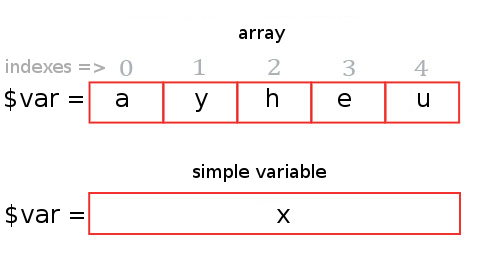 array
indexes => 0 1 2 3 4
$var = a y h e u
simple variable
$var = x